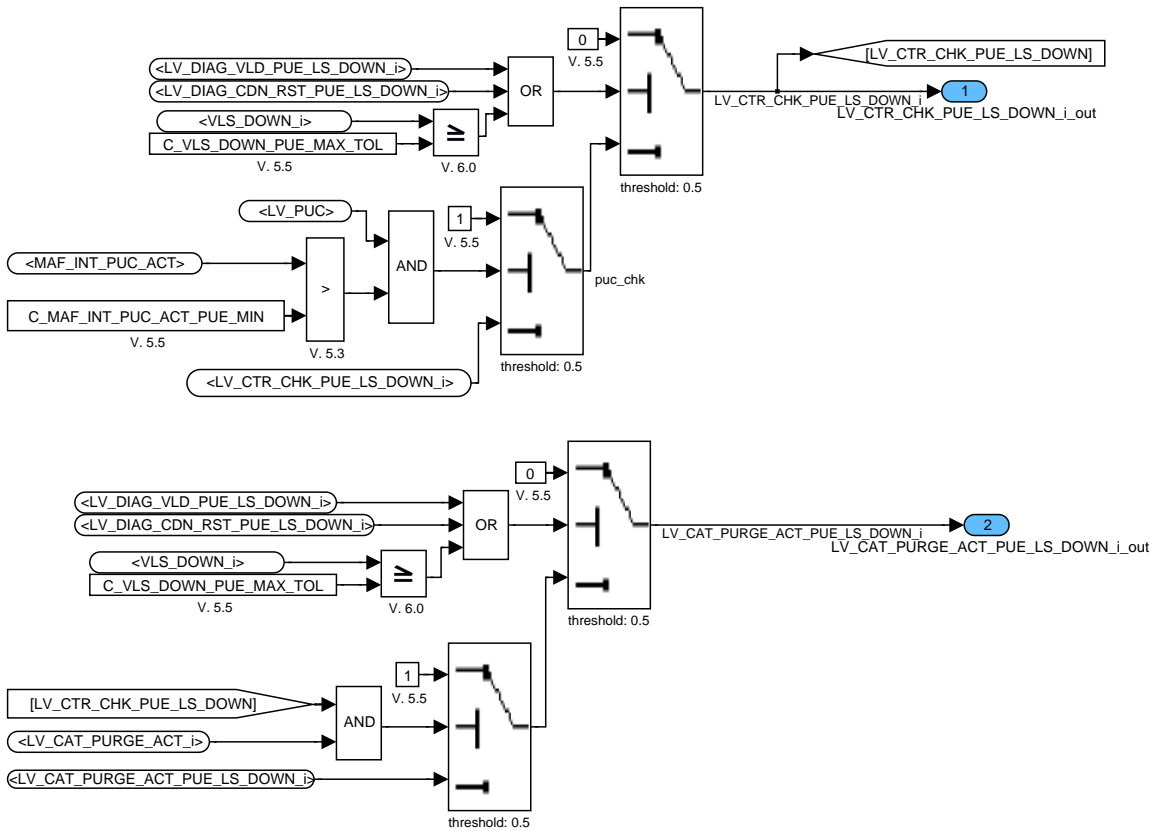 0
V. 5.5
<LV_DIAG_VLD_PUE_LS_DOWN_i>
<LV_DIAG_CDN_RST_PUE_LS_DOWN_i>
<VLS_DOWN_i>
C_VLS_DOWN_PUE_MAX_TOL
V. 5.5
≥
V. 6.0
OR
threshold: 0.5
[LV_CTR_CHK_PUE_LS_DOWN]
LV_CTR_CHK_PUE_LS_DOWN_i
1
LV_CTR_CHK_PUE_LS_DOWN_i_out
<LV_PUC>
<MAF_INT_PUC_ACT>
C_MAF_INT_PUC_ACT_PUE_MIN
V. 5.5
>
V. 5.3
AND
1
V. 5.5
puc_chk
threshold: 0.5
<LV_CTR_CHK_PUE_LS_DOWN_i>
0
V. 5.5
<LV_DIAG_VLD_PUE_LS_DOWN_i>
<LV_DIAG_CDN_RST_PUE_LS_DOWN_i>
<VLS_DOWN_i>
C_VLS_DOWN_PUE_MAX_TOL
V. 5.5
≥
V. 6.0
OR
threshold: 0.5
LV_CAT_PURGE_ACT_PUE_LS_DOWN_i
2
LV_CAT_PURGE_ACT_PUE_LS_DOWN_i_out
1
V. 5.5
[LV_CTR_CHK_PUE_LS_DOWN]
<LV_CAT_PURGE_ACT_i>
AND
<LV_CAT_PURGE_ACT_PUE_LS_DOWN_i>
threshold: 0.5